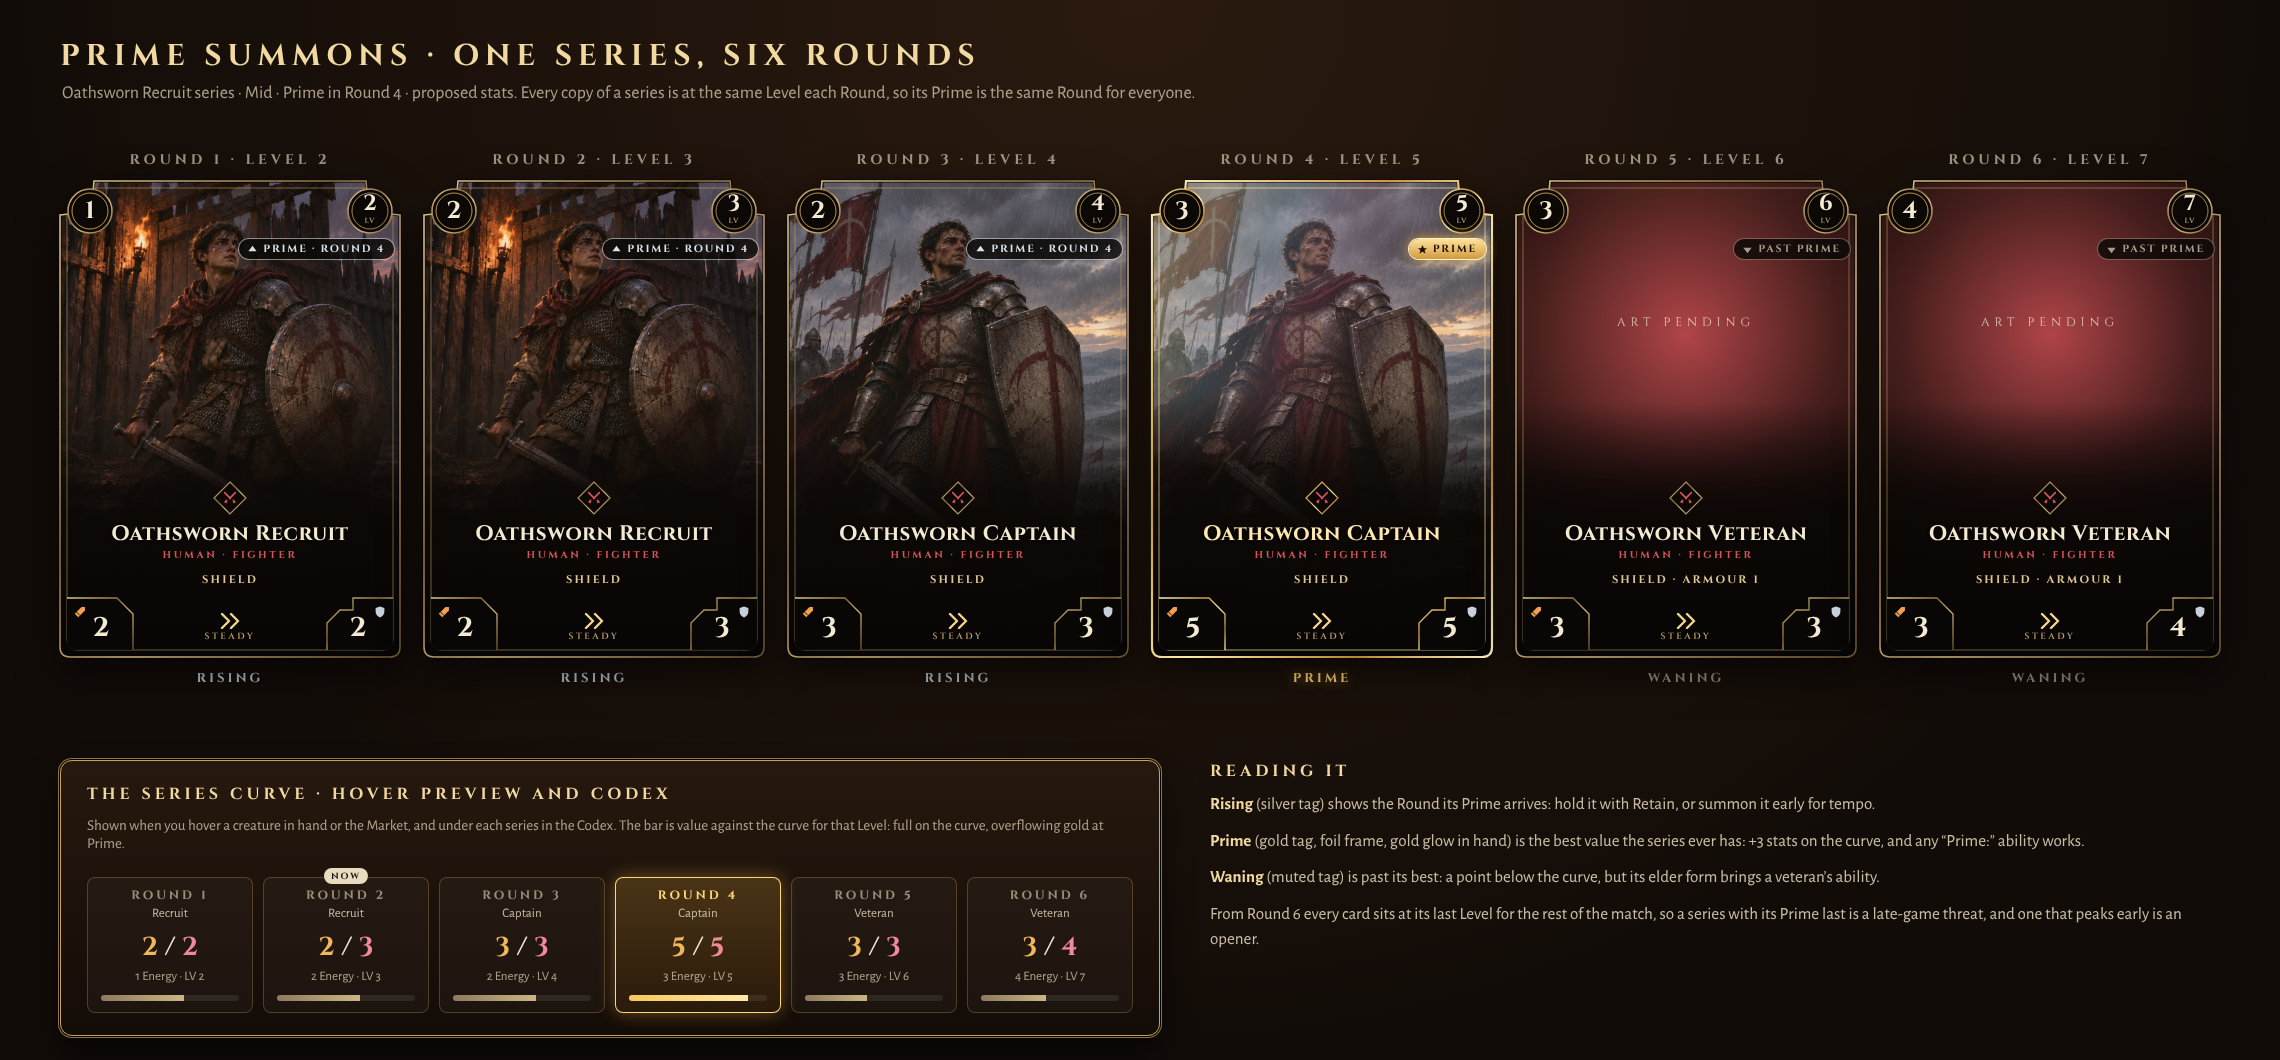 PRIME SUMMONS · ONE SERIES, SIX ROUNDS
Oathsworn Recruit series · Mid · Prime in Round 4 · proposed stats. Every copy of a series is at the same Level each Round, so its Prime is the same Round for everyone.
ROUND 1 · LEVEL 2
1
2
LV
PRIME · ROUND 4
OATHSWORN RECRUIT
HUMAN · FIGHTER
SHIELD
2
STEADY
2
RISING
ROUND 2 · LEVEL 3
2
3
LV
PRIME · ROUND 4
OATHSWORN RECRUIT
HUMAN · FIGHTER
SHIELD
2
STEADY
3
RISING
ROUND 3 · LEVEL 4
2
4
LV
PRIME · ROUND 4
OATHSWORN CAPTAIN
HUMAN · FIGHTER
SHIELD
3
STEADY
3
RISING
ROUND 4 · LEVEL 5
3
5
LV
PRIME
OATHSWORN CAPTAIN
HUMAN · FIGHTER
SHIELD
5
STEADY
5
PRIME
ROUND 5 · LEVEL 6
3
6
LV
PAST PRIME
ART PENDING
OATHSWORN VETERAN
HUMAN · FIGHTER
SHIELD · ARMOUR 1
3
STEADY
3
WANING
ROUND 6 · LEVEL 7
4
7
LV
PAST PRIME
ART PENDING
OATHSWORN VETERAN
HUMAN · FIGHTER
SHIELD · ARMOUR 1
3
STEADY
4
WANING
THE SERIES CURVE · HOVER PREVIEW AND CODEX
Shown when you hover a creature in hand or the Market, and under each series in the Codex. The bar is value against the curve for that Level: full on the curve, overflowing gold at
Prime.
ROUND 1
Recruit
2 / 2
1 Energy · LV 2
NOW
ROUND 2
Recruit
2 / 3
2 Energy · LV 3
ROUND 3
Captain
3 / 3
2 Energy · LV 4
ROUND 4
Captain
5 / 5
3 Energy · LV 5
ROUND 5
Veteran
3 / 3
3 Energy · LV 6
ROUND 6
Veteran
3 / 4
4 Energy · LV 7
READING IT
Rising (silver tag) shows the Round its Prime arrives: hold it with Retain, or summon it early for tempo.
Prime (gold tag, foil frame, gold glow in hand) is the best value the series ever has: +3 stats on the curve, and any “Prime:” ability works.
Waning (muted tag) is past its best: a point below the curve, but its elder form brings a veteran’s ability.
From Round 6 every card sits at its last Level for the rest of the match, so a series with its Prime last is a late-game threat, and one that peaks early is an
opener.